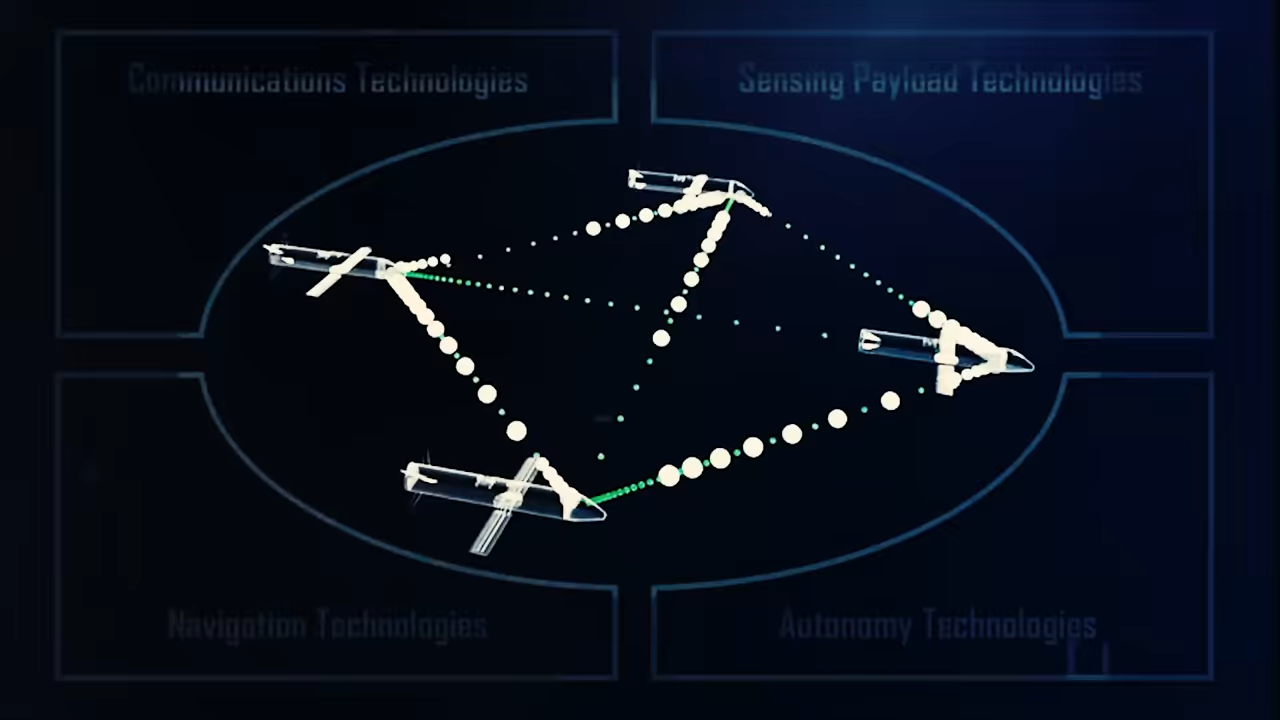 Communications Technologies
Sensing Payload Technologies
Navigation Technologies
Autonomy Technologies